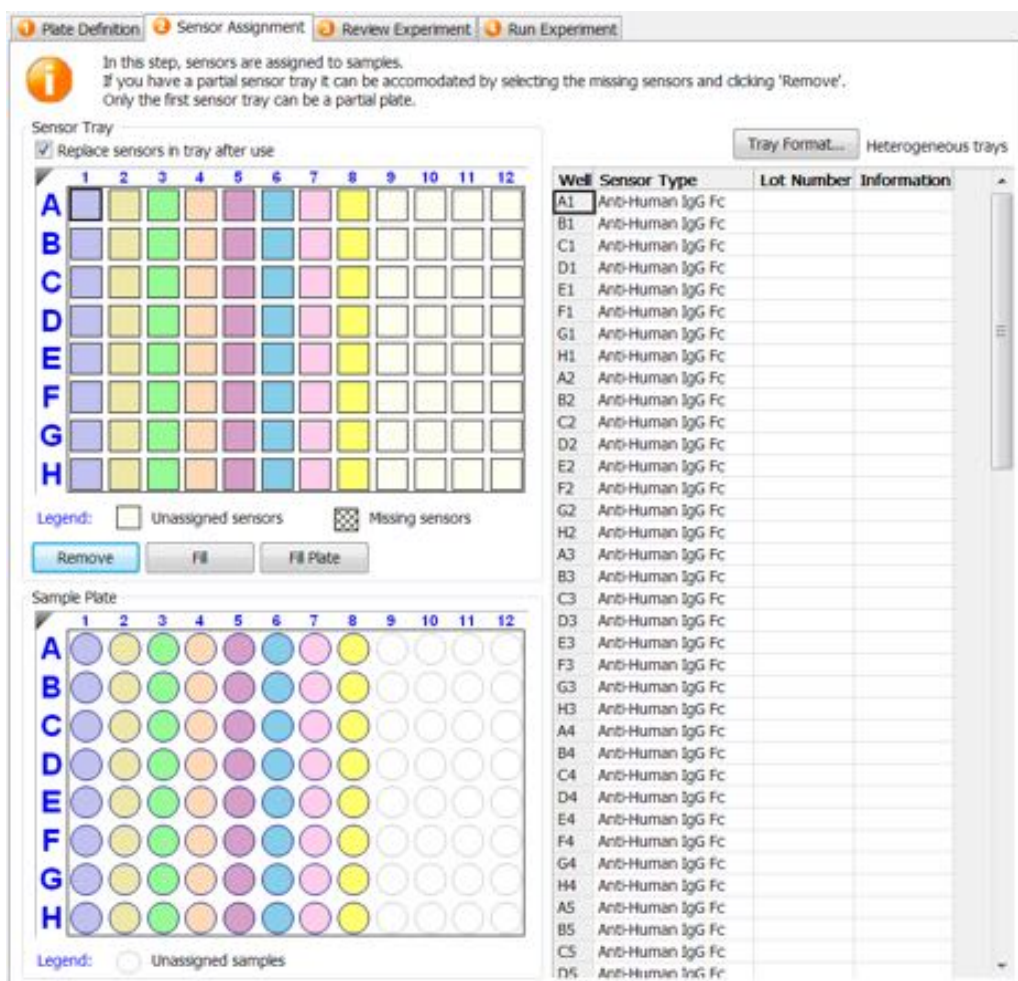 1 Plate Definition 2 Sensor Assignment 3 Review Experiment 4 Run Experiment
i
In this step, sensors are assigned to samples.
If you have a partial sensor tray it can be accomodated by selecting the missing sensors and clicking 'Remove'.
Only the first sensor tray can be a partial plate.
Sensor Tray
Replace sensors in tray after use
1 2 3 4 5 6 7 8 9 10 11 12
A
B
C
D
E
F
G
H
Legend: Unassigned sensors Missing sensors
Remove Fill Fill Plate
Sample Plate
1 2 3 4 5 6 7 8 9 10 11 12
A
B
C
D
E
F
G
H
Legend: Unassigned samples
Tray Format... Heterogeneous trays
Well Sensor Type Lot Number Information
A1 Anti-Human IgG Fc
B1 Anti-Human IgG Fc
C1 Anti-Human IgG Fc
D1 Anti-Human IgG Fc
E1 Anti-Human IgG Fc
F1 Anti-Human IgG Fc
G1 Anti-Human IgG Fc
H1 Anti-Human IgG Fc
A2 Anti-Human IgG Fc
B2 Anti-Human IgG Fc
C2 Anti-Human IgG Fc
D2 Anti-Human IgG Fc
E2 Anti-Human IgG Fc
F2 Anti-Human IgG Fc
G2 Anti-Human IgG Fc
H2 Anti-Human IgG Fc
A3 Anti-Human IgG Fc
B3 Anti-Human IgG Fc
C3 Anti-Human IgG Fc
D3 Anti-Human IgG Fc
E3 Anti-Human IgG Fc
F3 Anti-Human IgG Fc
G3 Anti-Human IgG Fc
H3 Anti-Human IgG Fc
A4 Anti-Human IgG Fc
B4 Anti-Human IgG Fc
C4 Anti-Human IgG Fc
D4 Anti-Human IgG Fc
E4 Anti-Human IgG Fc
F4 Anti-Human IgG Fc
G4 Anti-Human IgG Fc
H4 Anti-Human IgG Fc
A5 Anti-Human IgG Fc
B5 Anti-Human IgG Fc
C5 Anti-Human IgG Fc
D5 Anti-Human IgG Fc